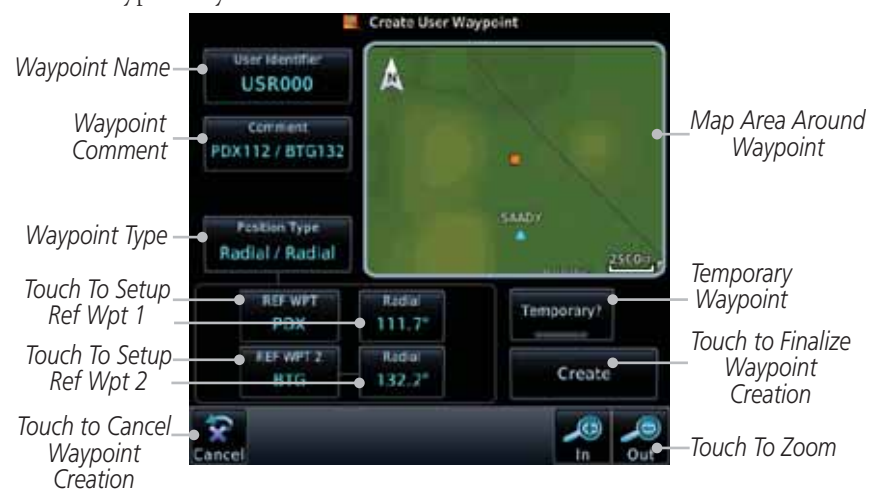 Create User Waypoint
Waypoint Name
User Identifier
USR000
Waypoint
Comment
Comment
PDX112 / BTG132
N
Map Area Around
Waypoint
SAADY
Waypoint Type
Position Type
Radial / Radial
Touch To Setup
Ref Wpt 1
REF WPT
PDX
Radial
111.7°
Temporary?
Temporary
Waypoint
Touch To Setup
Ref Wpt 2
REF WPT 2
BTG
Radial
132.2°
Create
Touch to Finalize
Waypoint
Creation
Touch to Cancel
Waypoint
Creation
Cancel
In
Out
Touch To Zoom